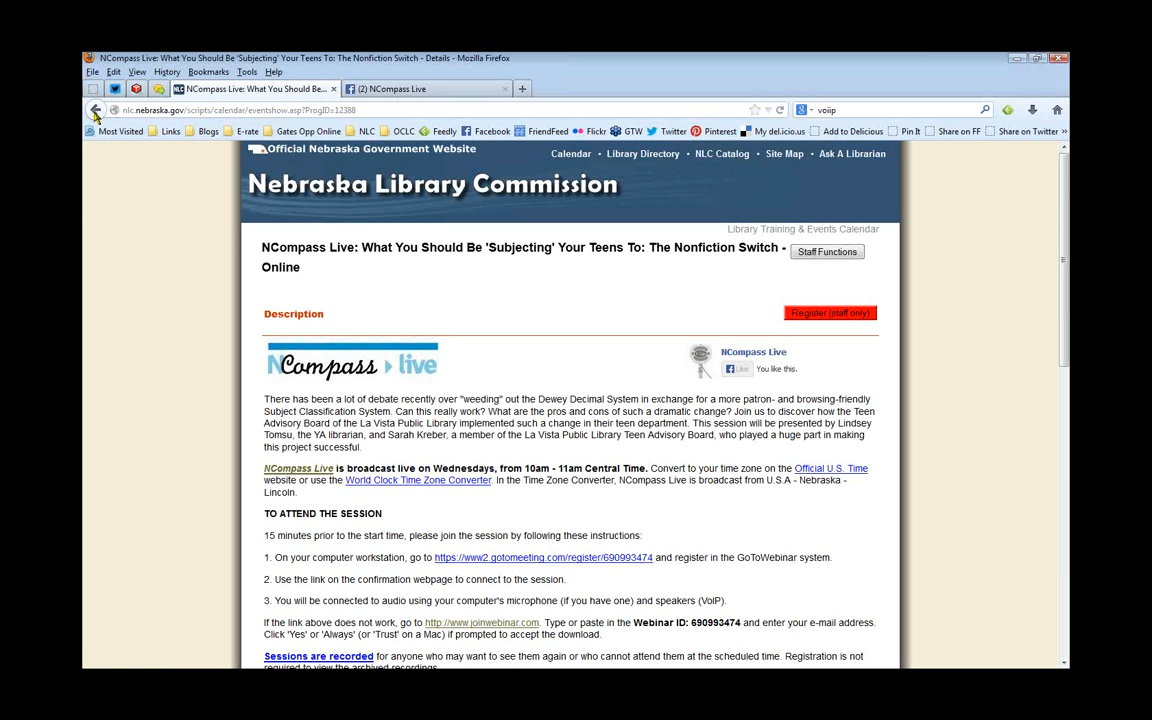 NCompass Live: What You Should Be 'Subjecting' Your Teens To: The Nonfiction Switch - Details - Mozilla Firefox
File Edit View History Bookmarks Tools Help
NLC NCompass Live: What You Should Be... × (2) NCompass Live × +
nlc.nebraska.gov/scripts/calendar/eventshow.asp?ProgID=12388 voiip
Most Visited Links Blogs E-rate Gates Opp Online NLC OCLC Feedly Facebook FriendFeed Flickr GTW Twitter Pinterest My del.icio.us Add to Delicious Pin It Share on FF Share on Twitter »
Official Nebraska Government Website
Calendar • Library Directory • NLC Catalog • Site Map • Ask A Librarian
Nebraska Library Commission
Library Training & Events Calendar
NCompass Live: What You Should Be 'Subjecting' Your Teens To: The Nonfiction Switch - Staff Functions
Online
Description Register (staff only)
NCompass live
NCompass Live
Like You like this.
There has been a lot of debate recently over "weeding" out the Dewey Decimal System in exchange for a more patron- and browsing-friendly
Subject Classification System. Can this really work? What are the pros and cons of such a dramatic change? Join us to discover how the Teen
Advisory Board of the La Vista Public Library implemented such a change in their teen department. This session will be presented by Lindsey
Tomsu, the YA librarian, and Sarah Kreber, a member of the La Vista Public Library Teen Advisory Board, who played a huge part in making
this project successful.
NCompass Live is broadcast live on Wednesdays, from 10am - 11am Central Time. Convert to your time zone on the Official U.S. Time
website or use the World Clock Time Zone Converter. In the Time Zone Converter, NCompass Live is broadcast from U.S.A - Nebraska -
Lincoln.
TO ATTEND THE SESSION
15 minutes prior to the start time, please join the session by following these instructions:
1. On your computer workstation, go to https://www2.gotomeeting.com/register/690993474 and register in the GoToWebinar system.
2. Use the link on the confirmation webpage to connect to the session.
3. You will be connected to audio using your computer's microphone (if you have one) and speakers (VoIP).
If the link above does not work, go to http://www.joinwebinar.com. Type or paste in the Webinar ID: 690993474 and enter your e-mail address.
Click 'Yes' or 'Always' (or 'Trust' on a Mac) if prompted to accept the download.
Sessions are recorded for anyone who may want to see them again or who cannot attend them at the scheduled time. Registration is not
required to view the archived recordings.